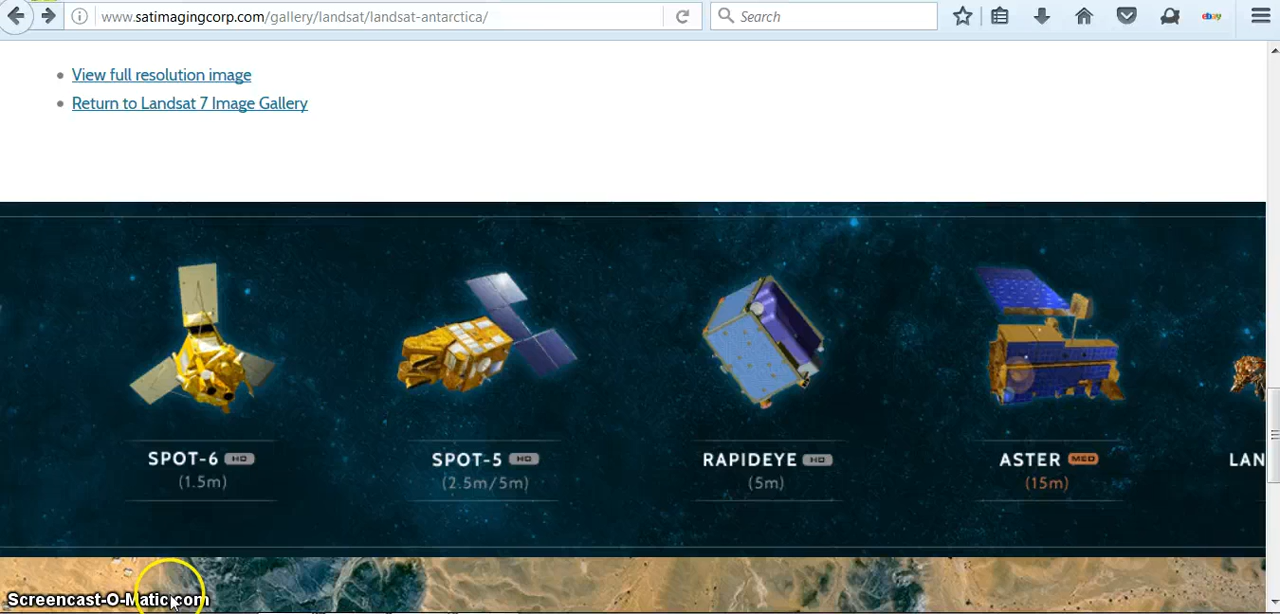 www.satimagingcorp.com/gallery/landsat/landsat-antarctica/
Search
ebay
View full resolution image
Return to Landsat 7 Image Gallery
SPOT-6 HD
(1.5m)
SPOT-5 HD
(2.5m/5m)
RAPIDEYE HD
(5m)
ASTER MED
(15m)
LAN
Screencast-O-Matic.com